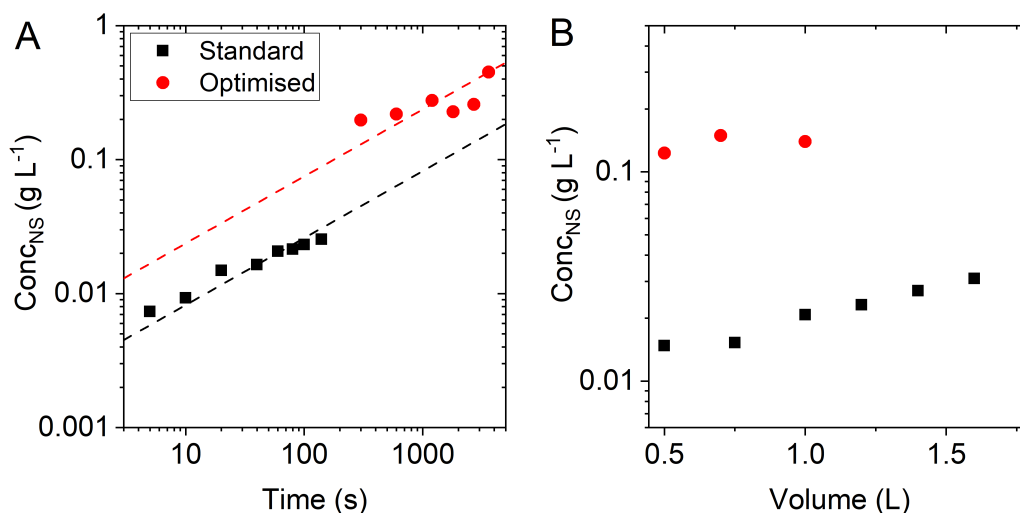 A
Standard
Optimised
1
0.1
0.01
0.001
Conc_NS (g L⁻¹)
10
100
1000
Time (s)
B
0.1
0.01
Conc_NS (g L⁻¹)
0.5
1.0
1.5
Volume (L)